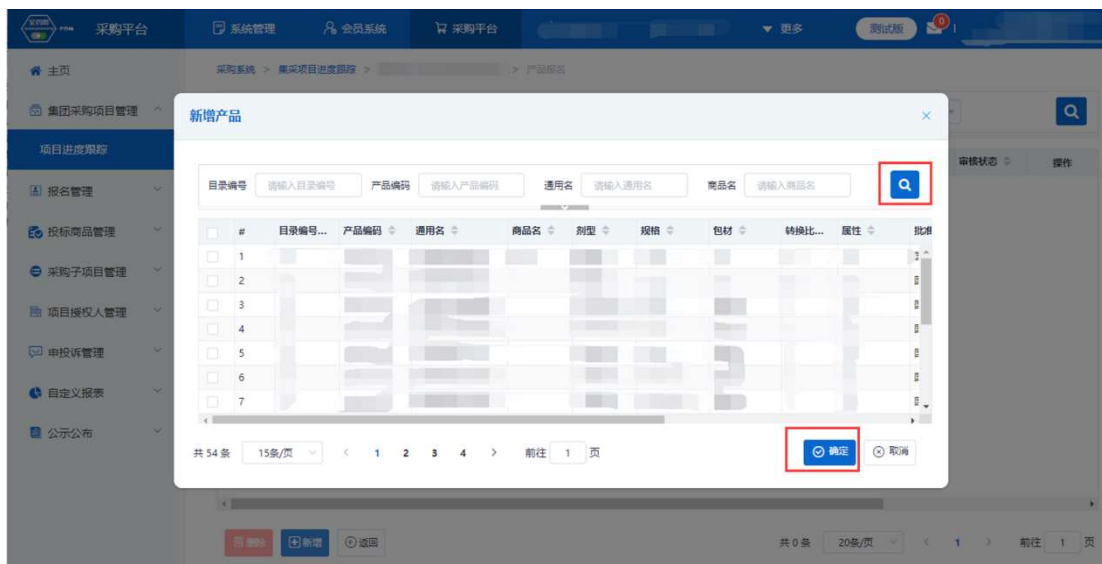 采购平台 系统管理 会员系统 采购平台 更多 测试版
主页 采购系统 > 集采项目进度跟踪 > > 产品报名
集团采购项目管理
新增产品
项目进度跟踪
审核状态 操作
目录编号 请输入目录编号 产品编码 请输入产品编码 通用名 请输入通用名 商品名 请输入商品名
报名管理
# 目录编号... 产品编码 通用名 商品名 剂型 规格 包材 转换比... 属性 批准
投标商品管理
1
采购子项目管理
2
3
项目授权人管理
4
申投诉管理
5
6
自定义报表
7
公示公布
共 54 条 15条/页 1 2 3 4 前往 1 页 确定 取消
删除 新增 返回 共 0 条 20条/页 1 前往 1 页